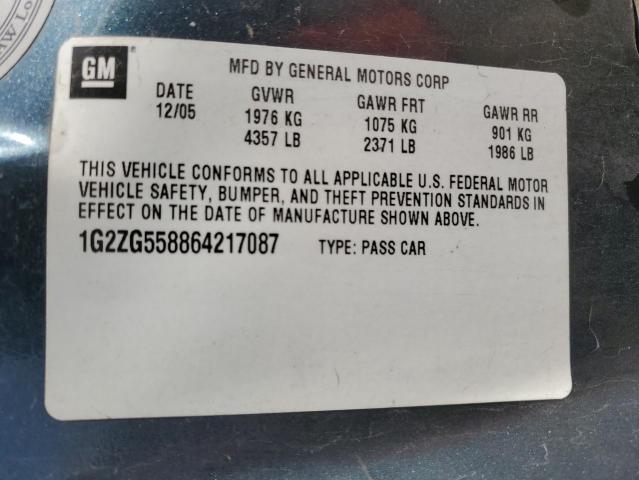 AW Lo
GM
®
MFD BY GENERAL MOTORS CORP
DATE GVWR GAWR FRT GAWR RR
12/05 1976 KG 1075 KG 901 KG
4357 LB 2371 LB 1986 LB
THIS VEHICLE CONFORMS TO ALL APPLICABLE U.S. FEDERAL MOTOR
VEHICLE SAFETY, BUMPER, AND THEFT PREVENTION STANDARDS IN
EFFECT ON THE DATE OF MANUFACTURE SHOWN ABOVE.
1G2ZG558864217087 TYPE: PASS CAR